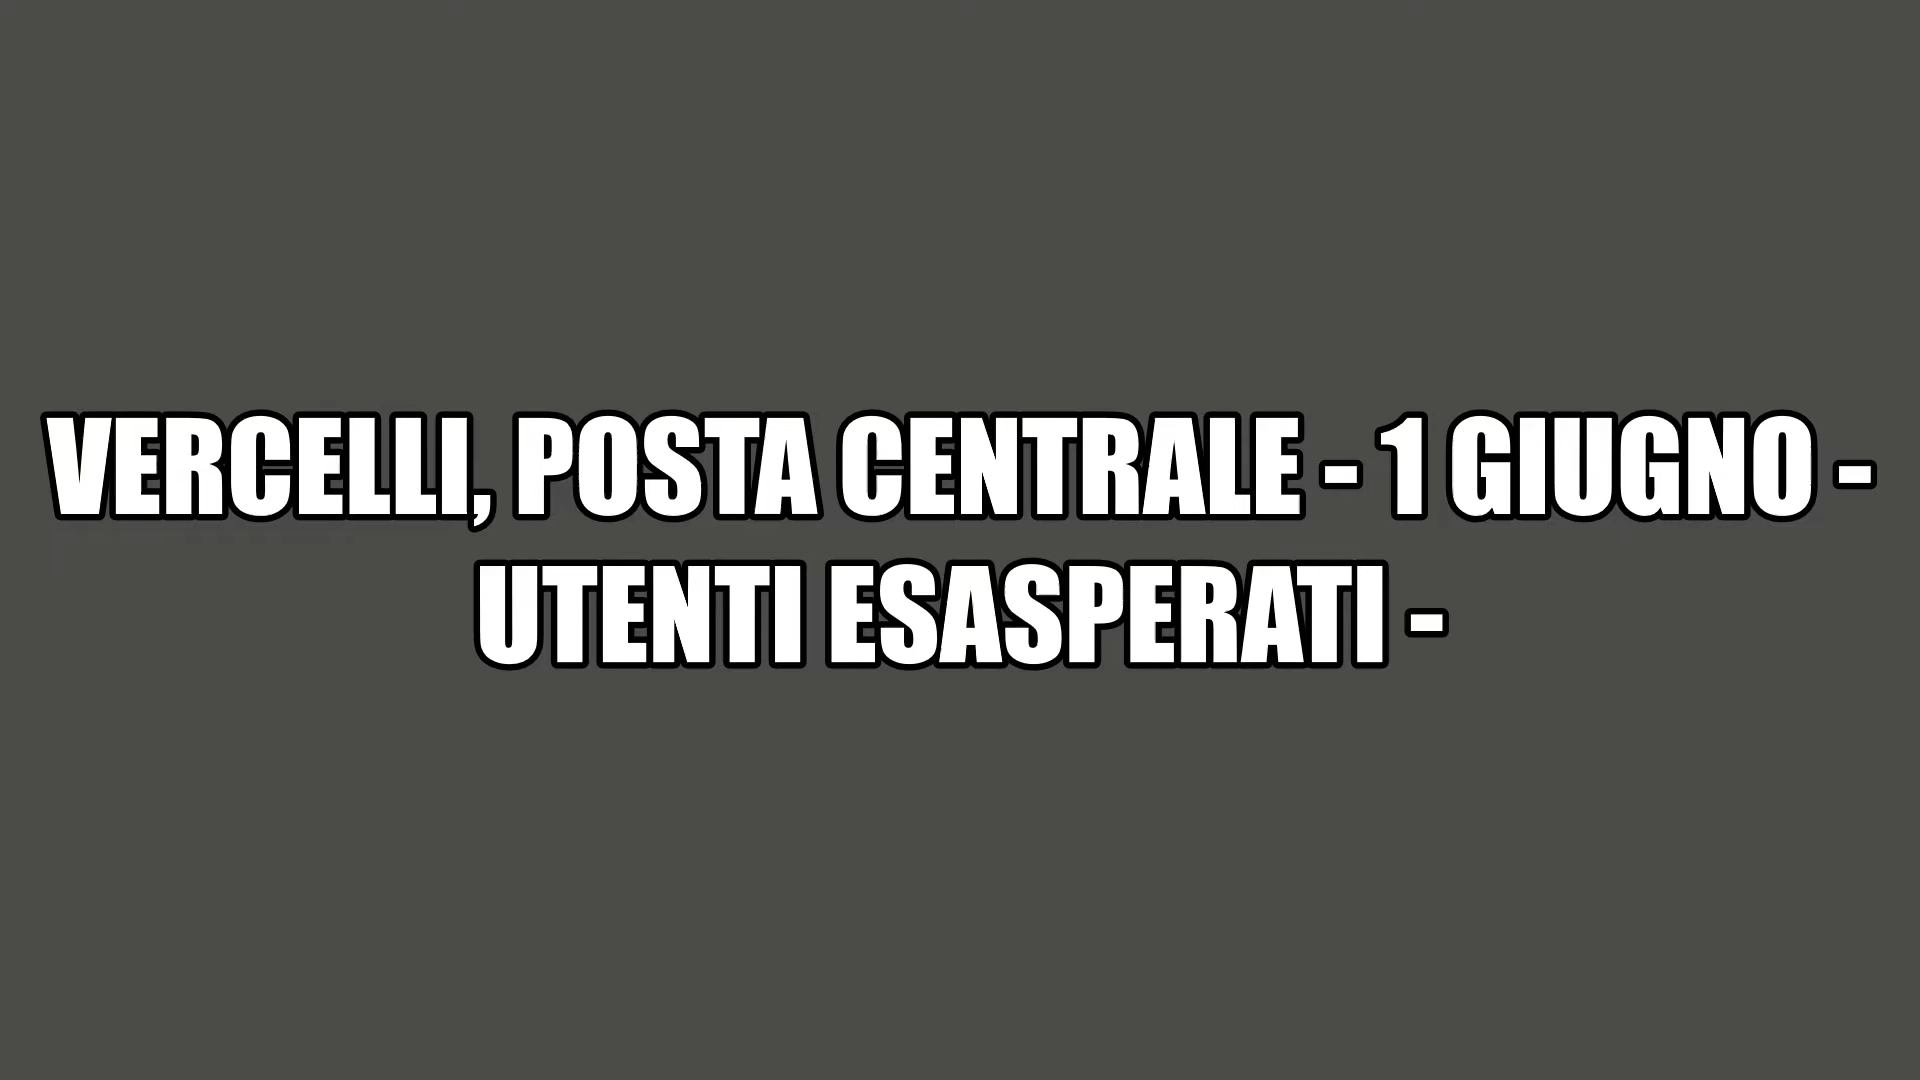 VERCELLI, POSTA CENTRALE - 1 GIUGNO -
UTENTI ESASPERATI -